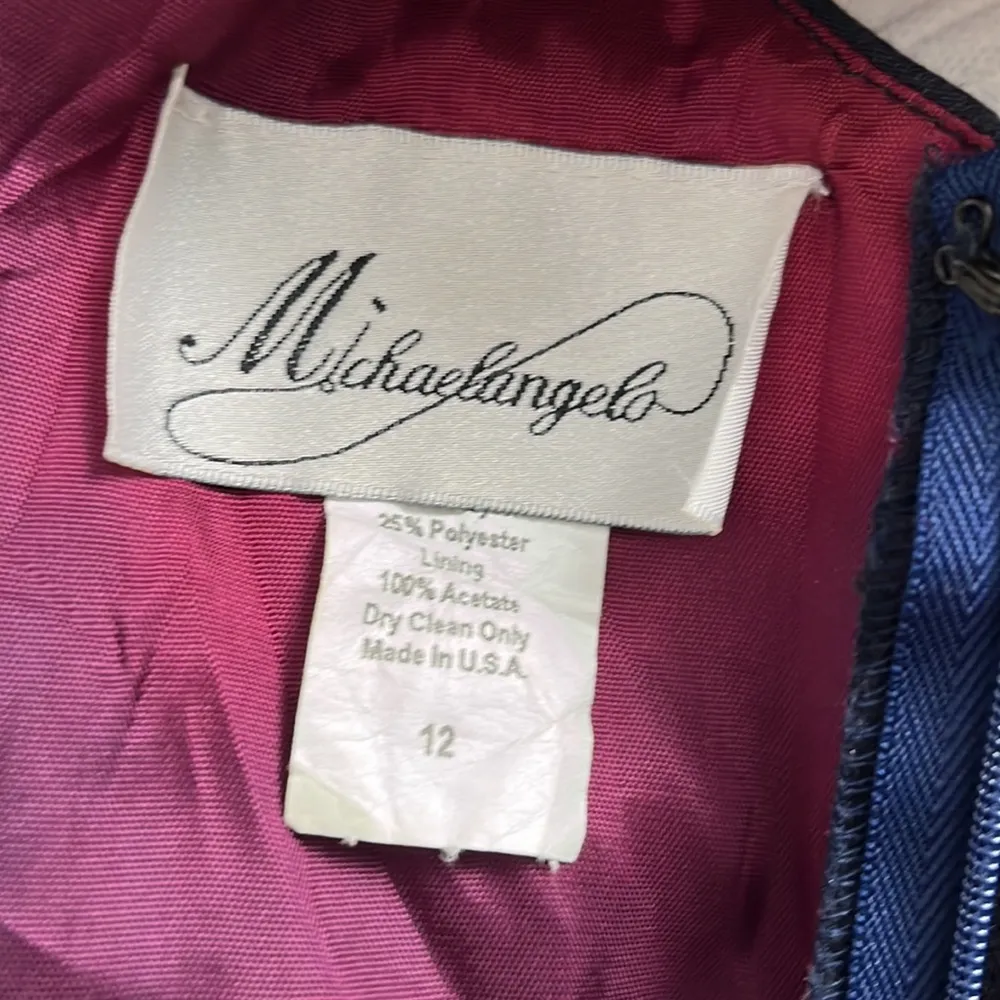 Michaelangelo
25% Polyester
Lining
100% Acetate
Dry Clean Only
Made In U.S.A.
12